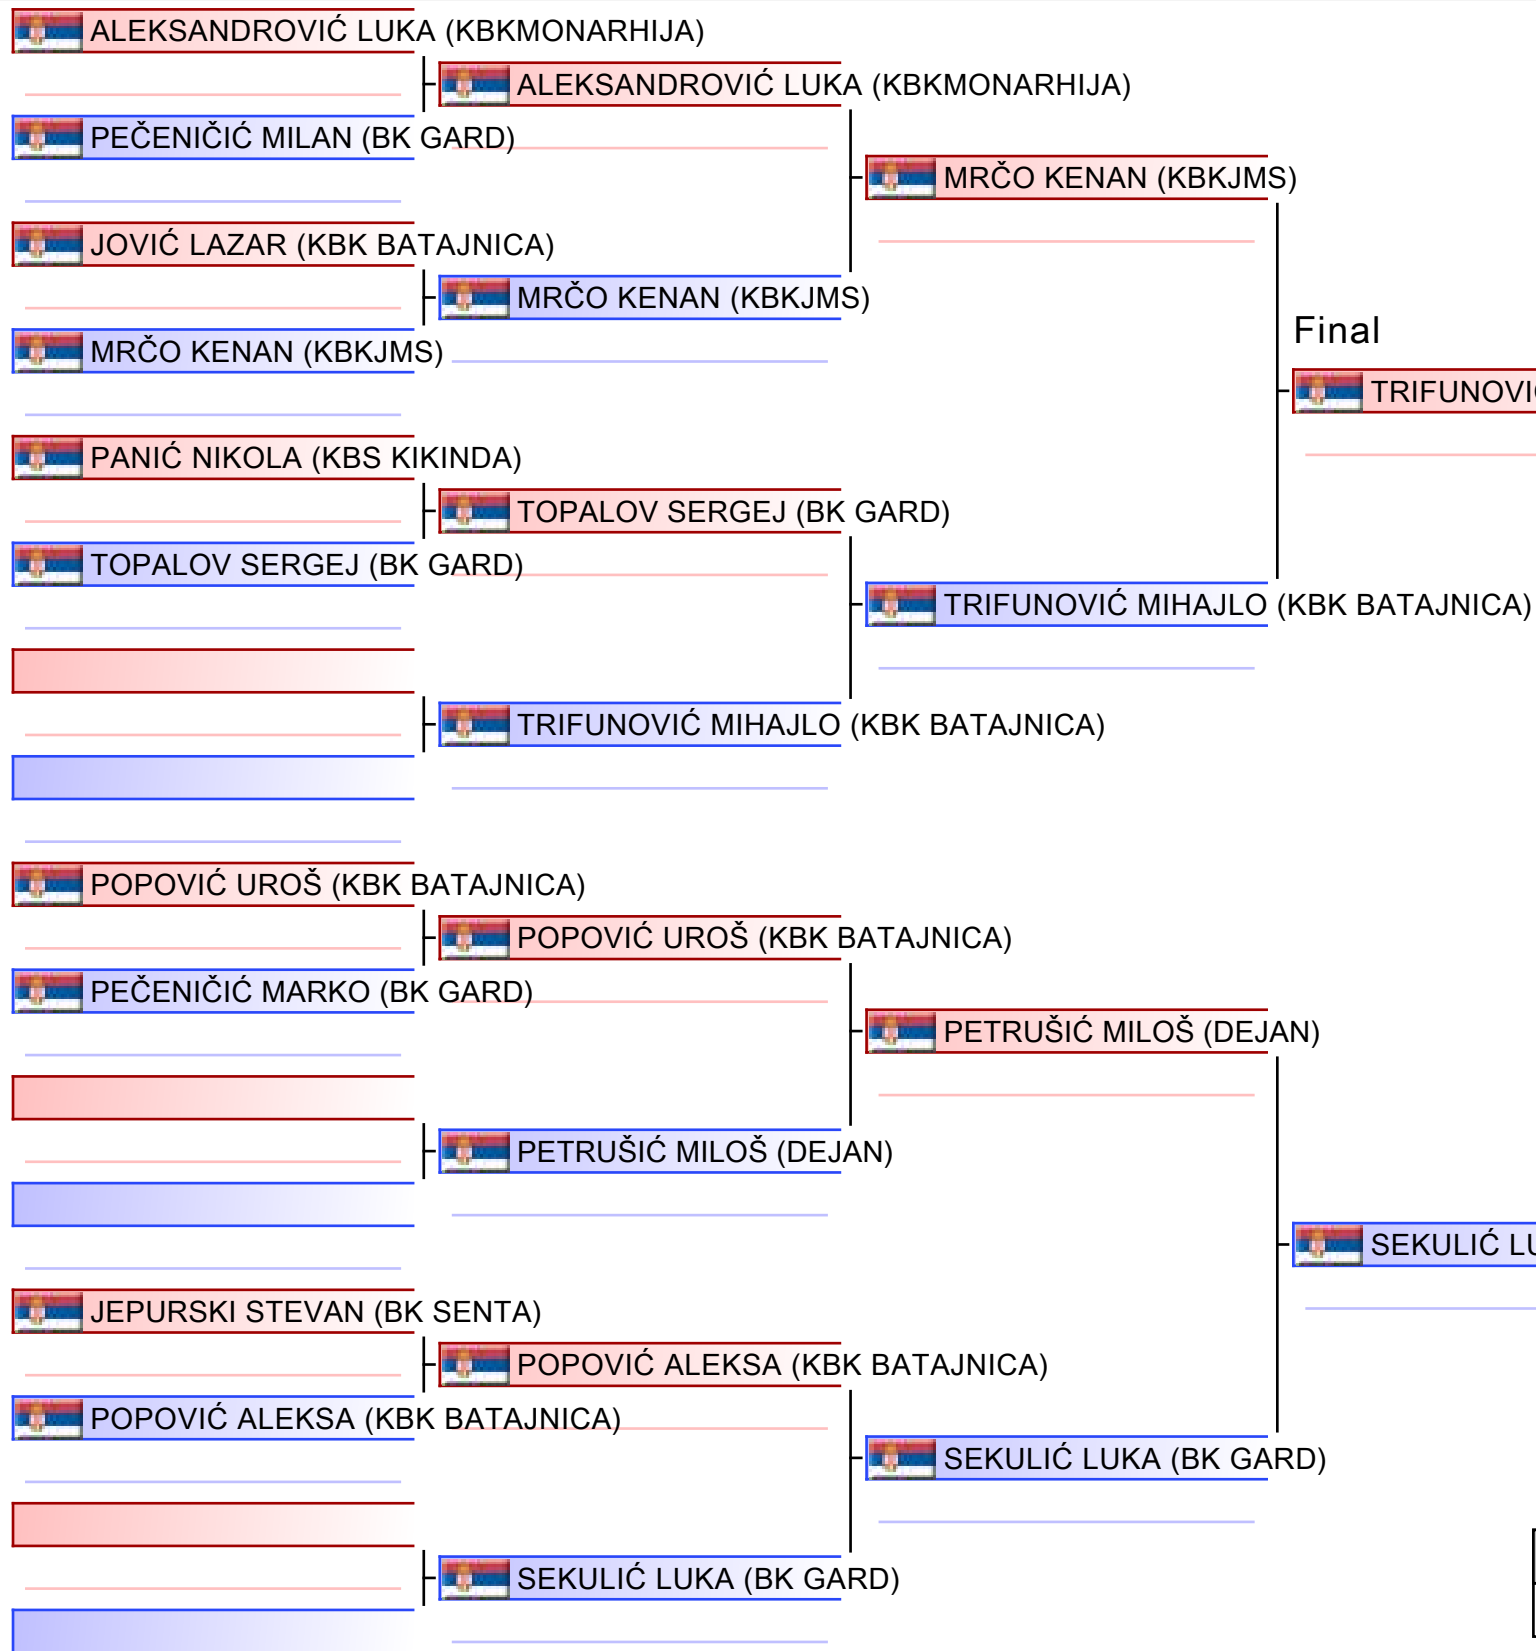 ALEKSANDROVIĆ LUKA (KBKMONARHIJA)
PEČENIČIĆ MILAN (BK GARD)
JOVIĆ LAZAR (KBK BATAJNICA)
MRČO KENAN (KBKJMS)
PANIĆ NIKOLA (KBS KIKINDA)
TOPALOV SERGEJ (BK GARD)
POPOVIĆ UROŠ (KBK BATAJNICA)
PEČENIČIĆ MARKO (BK GARD)
JEPURSKI STEVAN (BK SENTA)
POPOVIĆ ALEKSA (KBK BATAJNICA)
ALEKSANDROVIĆ LUKA (KBKMONARHIJA)
MRČO KENAN (KBKJMS)
TOPALOV SERGEJ (BK GARD)
TRIFUNOVIĆ MIHAJLO (KBK BATAJNICA)
POPOVIĆ UROŠ (KBK BATAJNICA)
PETRUŠIĆ MILOŠ (DEJAN)
POPOVIĆ ALEKSA (KBK BATAJNICA)
SEKULIĆ LUKA (BK GARD)
MRČO KENAN (KBKJMS)
TRIFUNOVIĆ MIHAJLO (KBK BATAJNICA)
PETRUŠIĆ MILOŠ (DEJAN)
SEKULIĆ LUKA (BK GARD)
Final
TRIFUNOVIĆ
SEKULIĆ LU